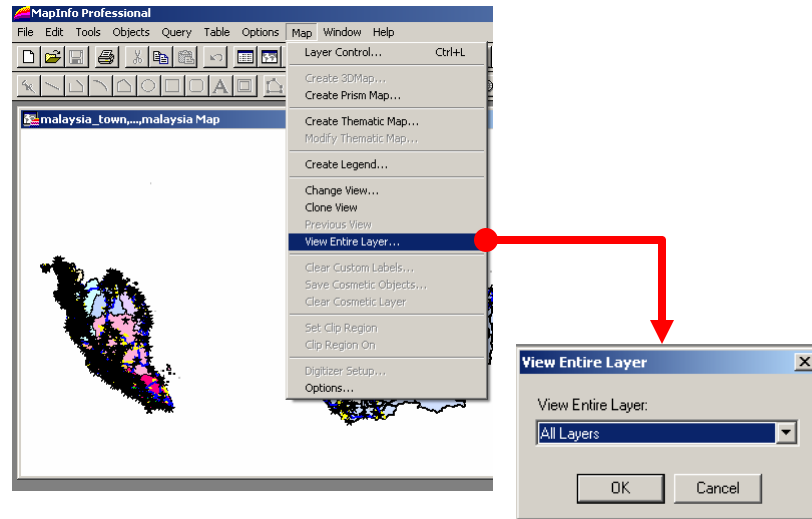 MapInfo Professional
File Edit Tools Objects Query Table Options Map Window Help
Layer Control... Ctrl+L
Create 3DMap...
Create Prism Map...
Create Thematic Map...
Modify Thematic Map...
Create Legend...
Change View...
Clone View
Previous View
View Entire Layer...
Clear Custom Labels...
Save Cosmetic Objects...
Clear Cosmetic Layer
Set Clip Region
Clip Region On
Digitizer Setup...
Options...
A
malaysia_town,...,malaysia Map
View Entire Layer
View Entire Layer:
All Layers
OK Cancel